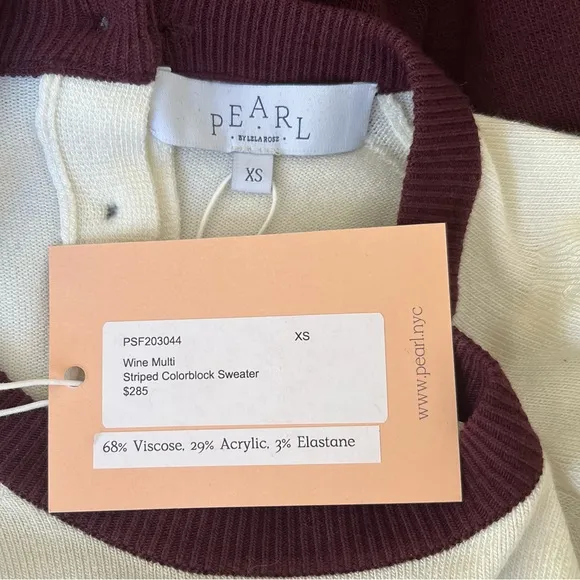 PEARL
• BY LELA ROSE •
XS
PSF203044 XS
Wine Multi
Striped Colorblock Sweater
$285
68% Viscose, 29% Acrylic, 3% Elastane
www.pearl.nyc